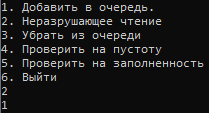 1. Добавить в очередь.
2. Неразрушающее чтение
3. Убрать из очереди
4. Проверить на пустоту
5. Проверить на заполненность
6. Выйти
2
1